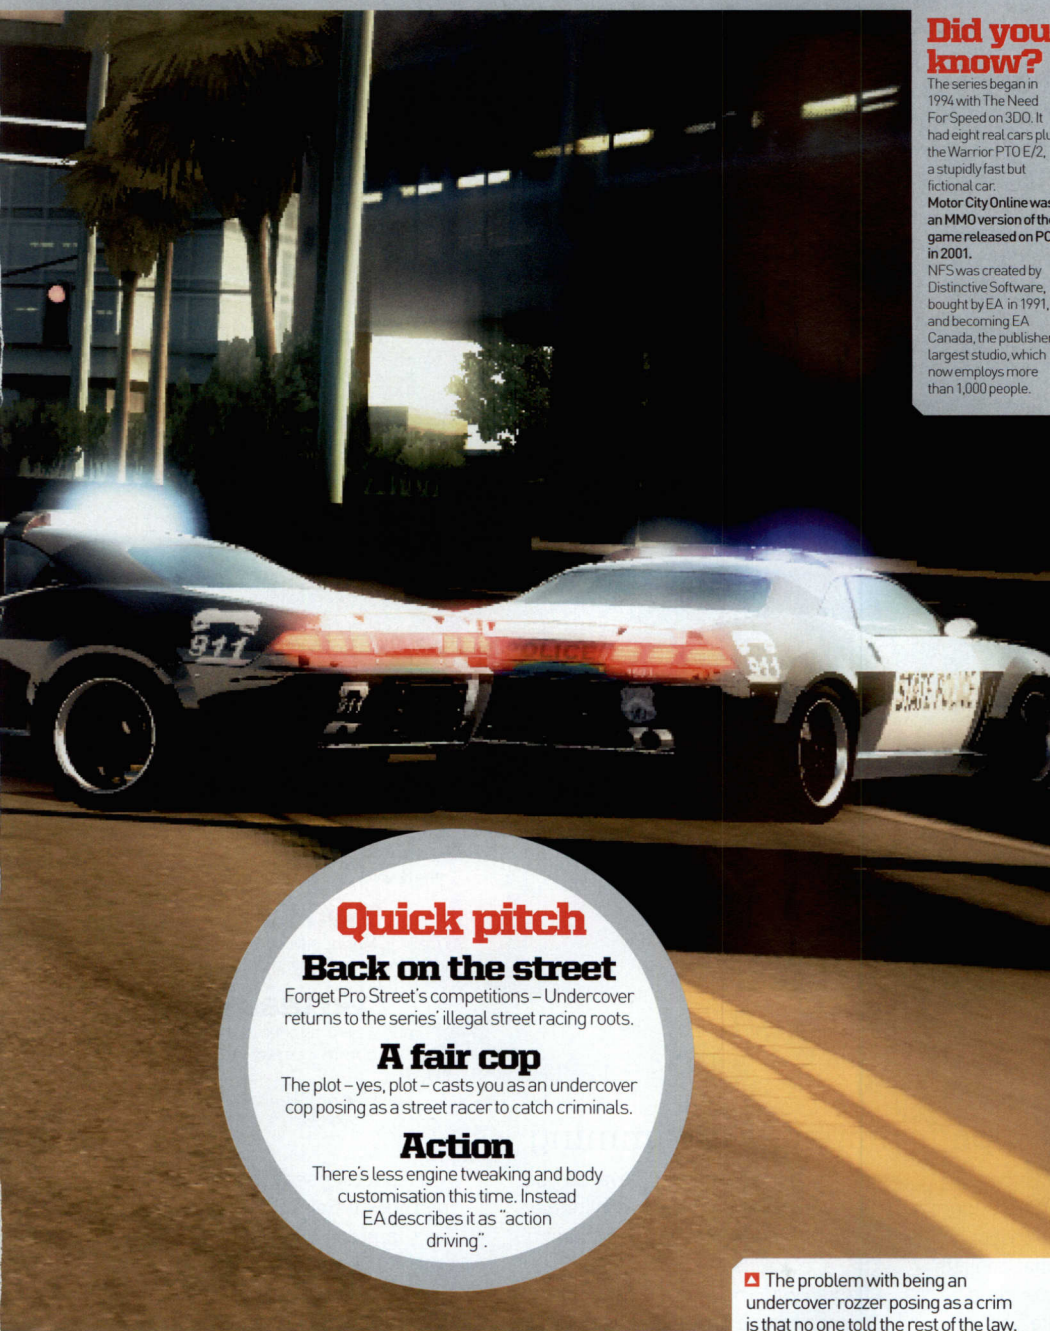 Did you
know?
The series began in
1994 with The Need
For Speed on 3DO. It
had eight real cars plu
the Warrior PTO E/2,
a stupidly fast but
fictional car.
Motor City Online was
an MMO version of the
game released on PC
in 2001.
NFS was created by
Distinctive Software,
bought by EA in 1991,
and becoming EA
Canada, the publisher
largest studio, which
now employs more
than 1,000 people.
911
POLICE
911
STATE POLICE
Quick pitch
Back on the street
Forget Pro Street's competitions – Undercover
returns to the series' illegal street racing roots.
A fair cop
The plot – yes, plot – casts you as an undercover
cop posing as a street racer to catch criminals.
Action
There's less engine tweaking and body
customisation this time. Instead
EA describes it as "action
driving".
The problem with being an
undercover rozzer posing as a crim
is that no one told the rest of the law.